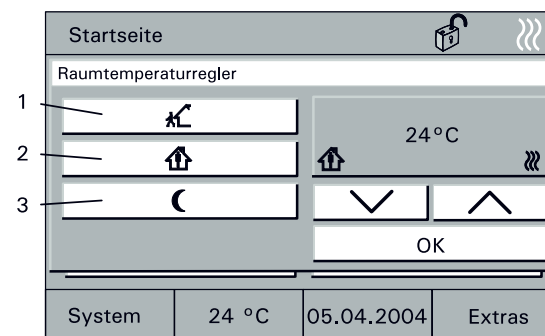 Startseite
Raumtemperaturregler
1
2
3
24°C
OK
System 24 °C 05.04.2004 Extras